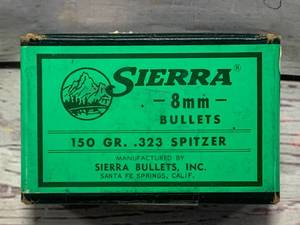 SIERRA®
- 8mm -
BULLETS
150 GR. .323 SPITZER
MANUFACTURED BY
SIERRA BULLETS, INC.
SANTA FE SPRINGS, CALIF.